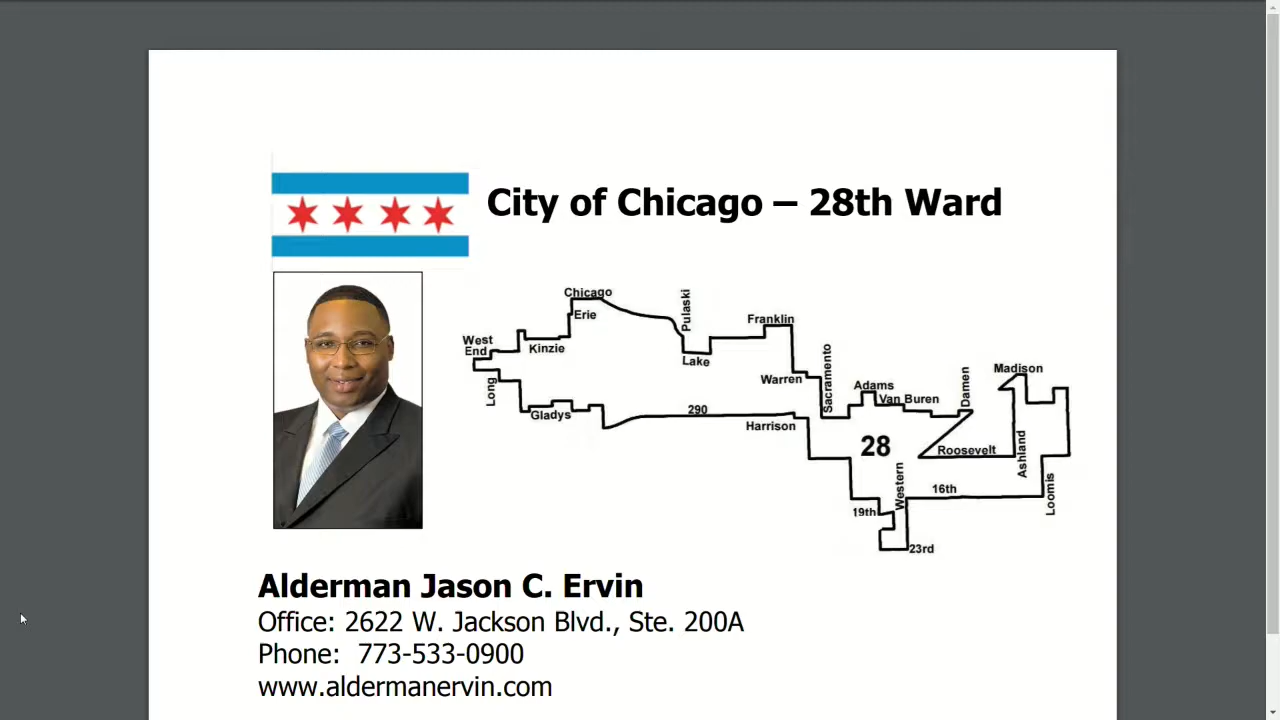 City of Chicago – 28th Ward
Chicago
Erie
Pulaski
Franklin
West
End
Kinzie
Lake
Long
Warren
Sacramento
Adams
Van Buren
Damen
Madison
Gladys
290
Harrison
28
Roosevelt
Ashland
Western
16th
Loomis
19th
23rd
Alderman Jason C. Ervin
Office: 2622 W. Jackson Blvd., Ste. 200A
Phone: 773-533-0900
www.aldermanervin.com